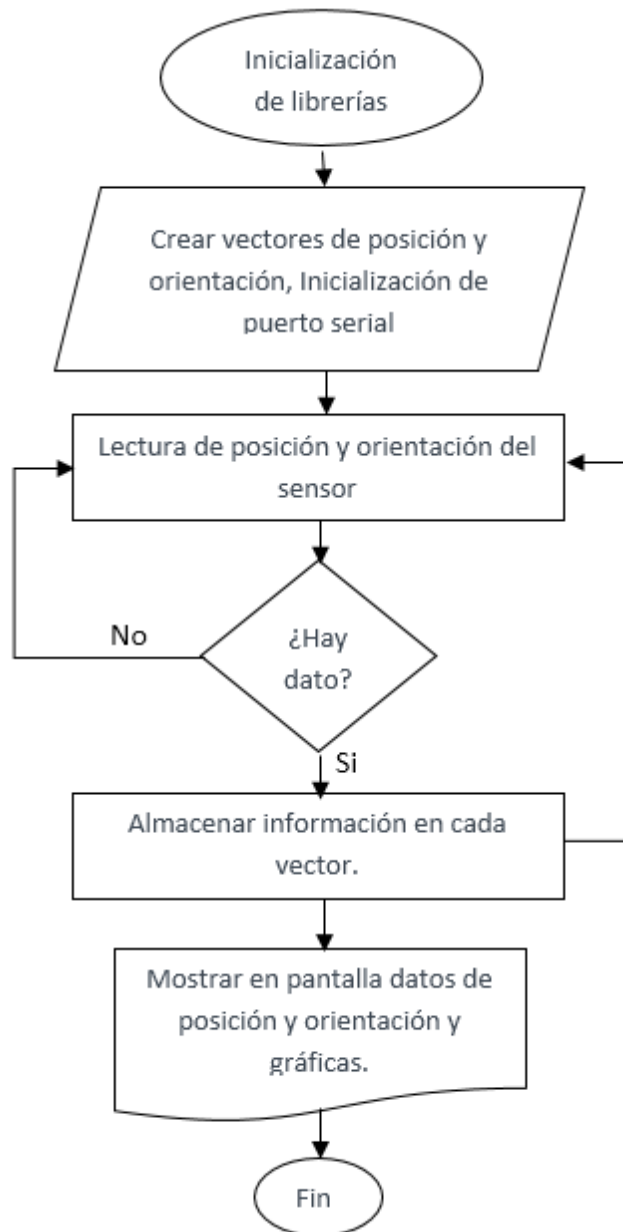 Inicialización
de librerías
Crear vectores de posición y
orientación, Inicialización de
puerto serial
Lectura de posición y orientación del
sensor
¿Hay
dato?
No
Si
Almacenar información en cada
vector.
Mostrar en pantalla datos de
posición y orientación y
gráficas.
Fin